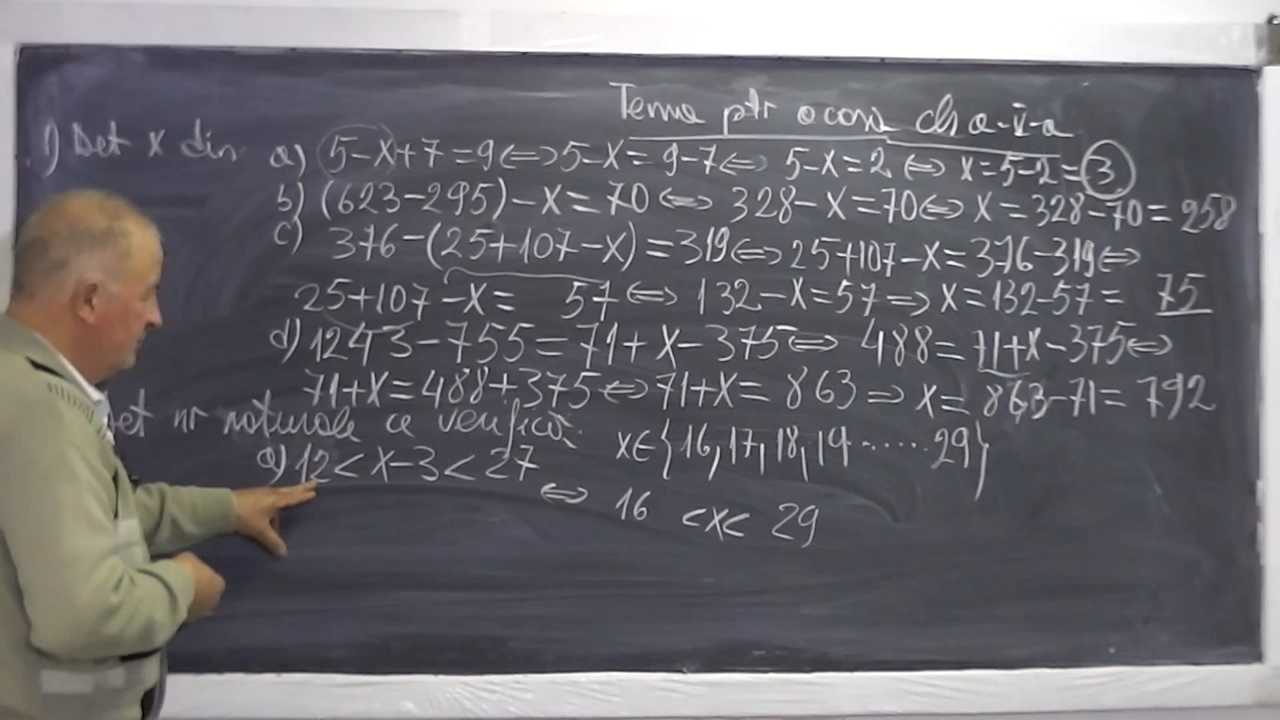 Tema ptr acasă cls a-V-a
1) Det x din a) (5-x)+7=9 ⇔ 5-x=9-7 ⇔ 5-x=2 ⇔ x=5-2=3
b) (623-295)-x=70 ⇔ 328-x=70 ⇔ x=328-70=258
c) 376-(25+107-x)=319 ⇔ 25+107-x=376-319 ⇔
25+107-x= 57 ⇔ 132-x=57 ⇒ x=132-57= 75
d) 1243-755=71+x-375 ⇔ 488=71+x-375 ⇔
71+x=488+375 ⇔ 71+x=863 ⇒ x=863-71=792
Det nr naturale ce verifică:
a) 12<x-3<27 x∈{16,17,18,19.....29}
⇔ 16 <x< 29